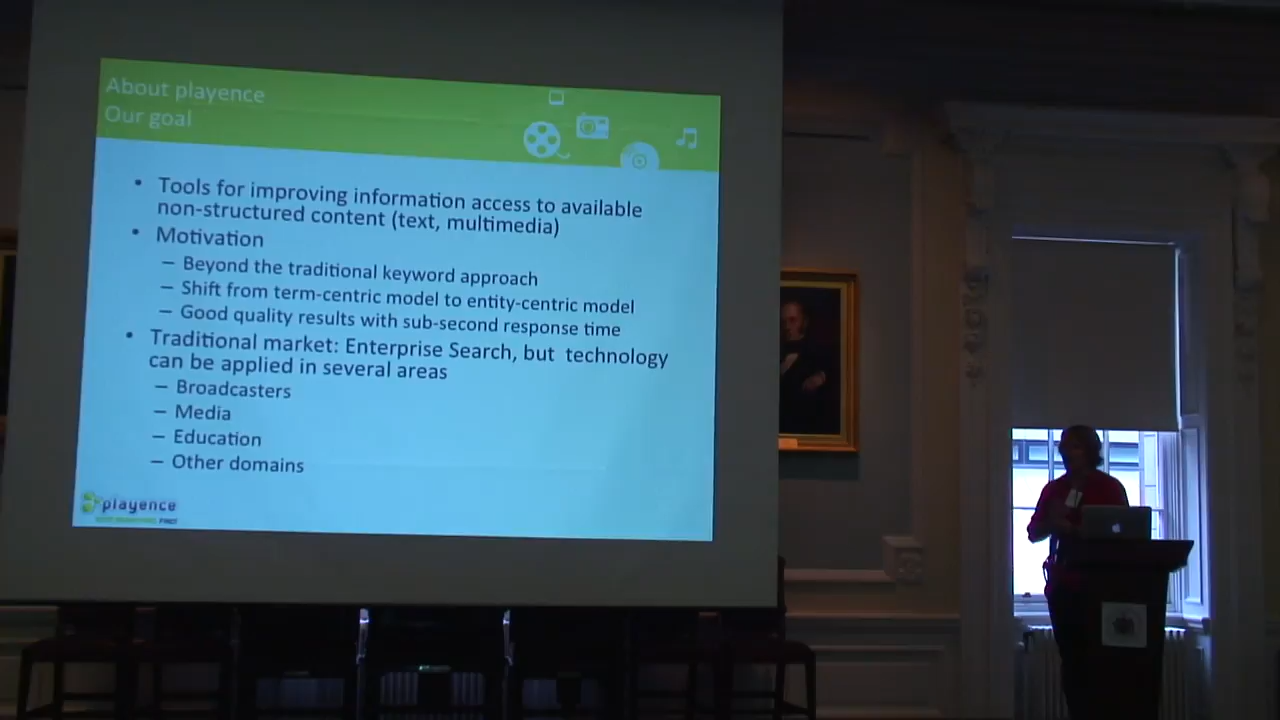 About playence
Our goal
• Tools for improving information access to available
non-structured content (text, multimedia)
• Motivation
– Beyond the traditional keyword approach
– Shift from term-centric model to entity-centric model
– Good quality results with sub-second response time
• Traditional market: Enterprise Search, but technology
can be applied in several areas
– Broadcasters
– Media
– Education
– Other domains
playence